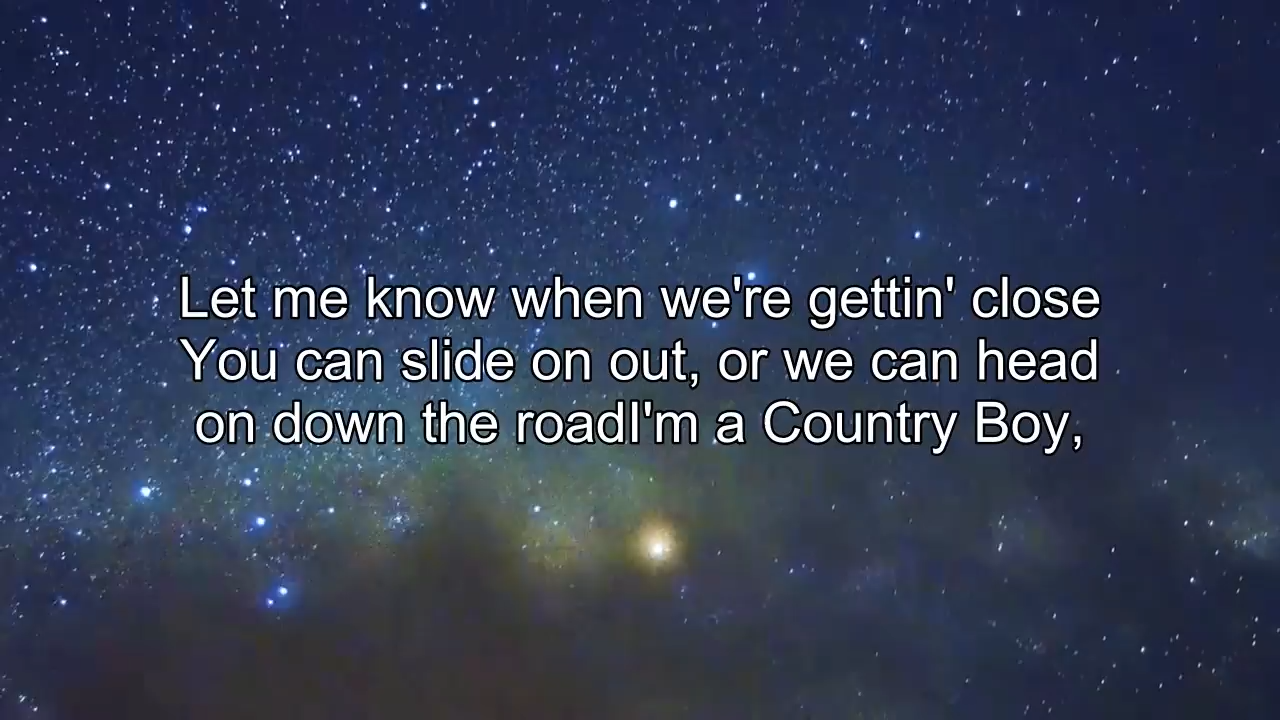 Let me know when we're gettin' close
You can slide on out, or we can head
on down the roadI'm a Country Boy,